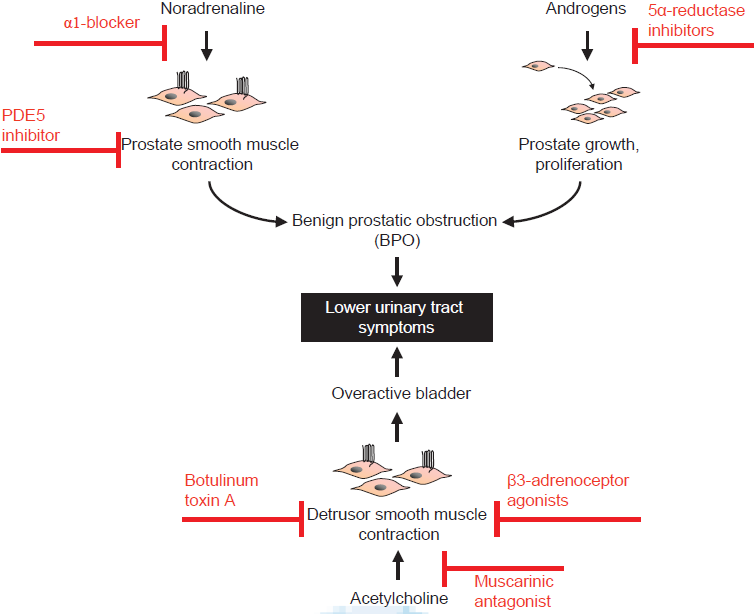 Noradrenaline
Androgens
α1-blocker
5α-reductase
inhibitors
PDE5
inhibitor
Prostate smooth muscle
contraction
Prostate growth,
proliferation
Benign prostatic obstruction
(BPO)
Lower urinary tract
symptoms
Overactive bladder
Botulinum
toxin A
β3-adrenoceptor
agonists
Detrusor smooth muscle
contraction
Muscarinic
antagonist
Acetylcholine